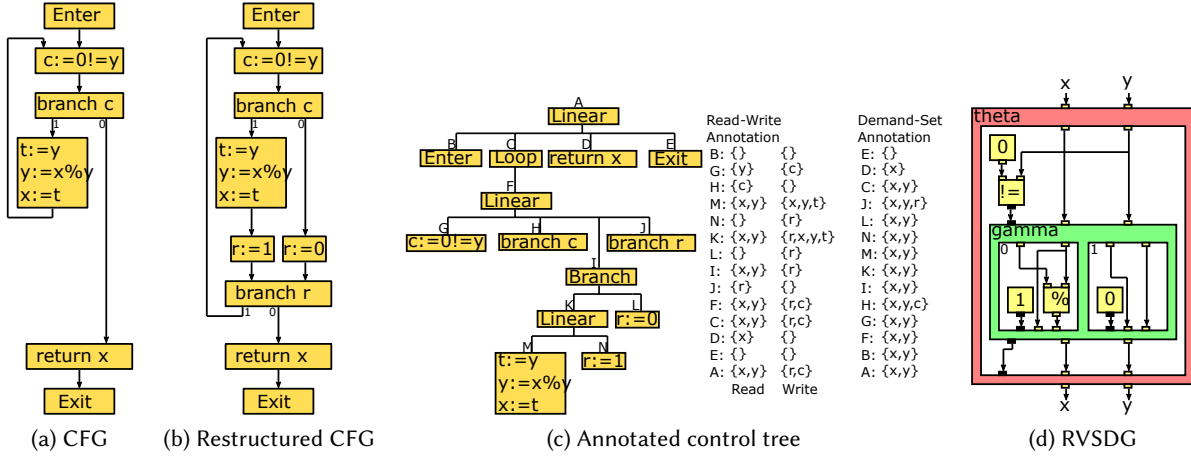 Enter
c:=0!=y
branch c
1 0
t:=y
y:=x%y
x:=t
return x
Exit
(a) CFG
Enter
c:=0!=y
branch c
1 0
t:=y
y:=x%y
x:=t
r:=1 r:=0
branch r
1 0
return x
Exit
(b) Restructured CFG
A
Linear
B C D E
Enter Loop return x Exit
F
Linear
G H J
c:=0!=y branch c branch r
I
Branch
K L
Linear r:=0
M N
t:=y
y:=x%y
x:=t
r:=1
Read-Write
Annotation
B: {} {}
G: {y} {c}
H: {c} {}
M: {x,y} {x,y,t}
N: {} {r}
K: {x,y} {r,x,y,t}
L: {} {r}
I: {x,y} {r}
J: {r} {}
F: {x,y} {r,c}
C: {x,y} {r,c}
D: {x} {}
E: {} {}
A: {x,y} {r,c}
Read Write
Demand-Set
Annotation
E: {}
D: {x}
C: {x,y}
J: {x,y,r}
L: {x,y}
N: {x,y}
M: {x,y}
K: {x,y}
I: {x,y}
H: {x,y,c}
G: {x,y}
F: {x,y}
B: {x,y}
A: {x,y}
(c) Annotated control tree
x y
theta
0
!=
gamma
0 1
1 % 0
x y
(d) RVSDG